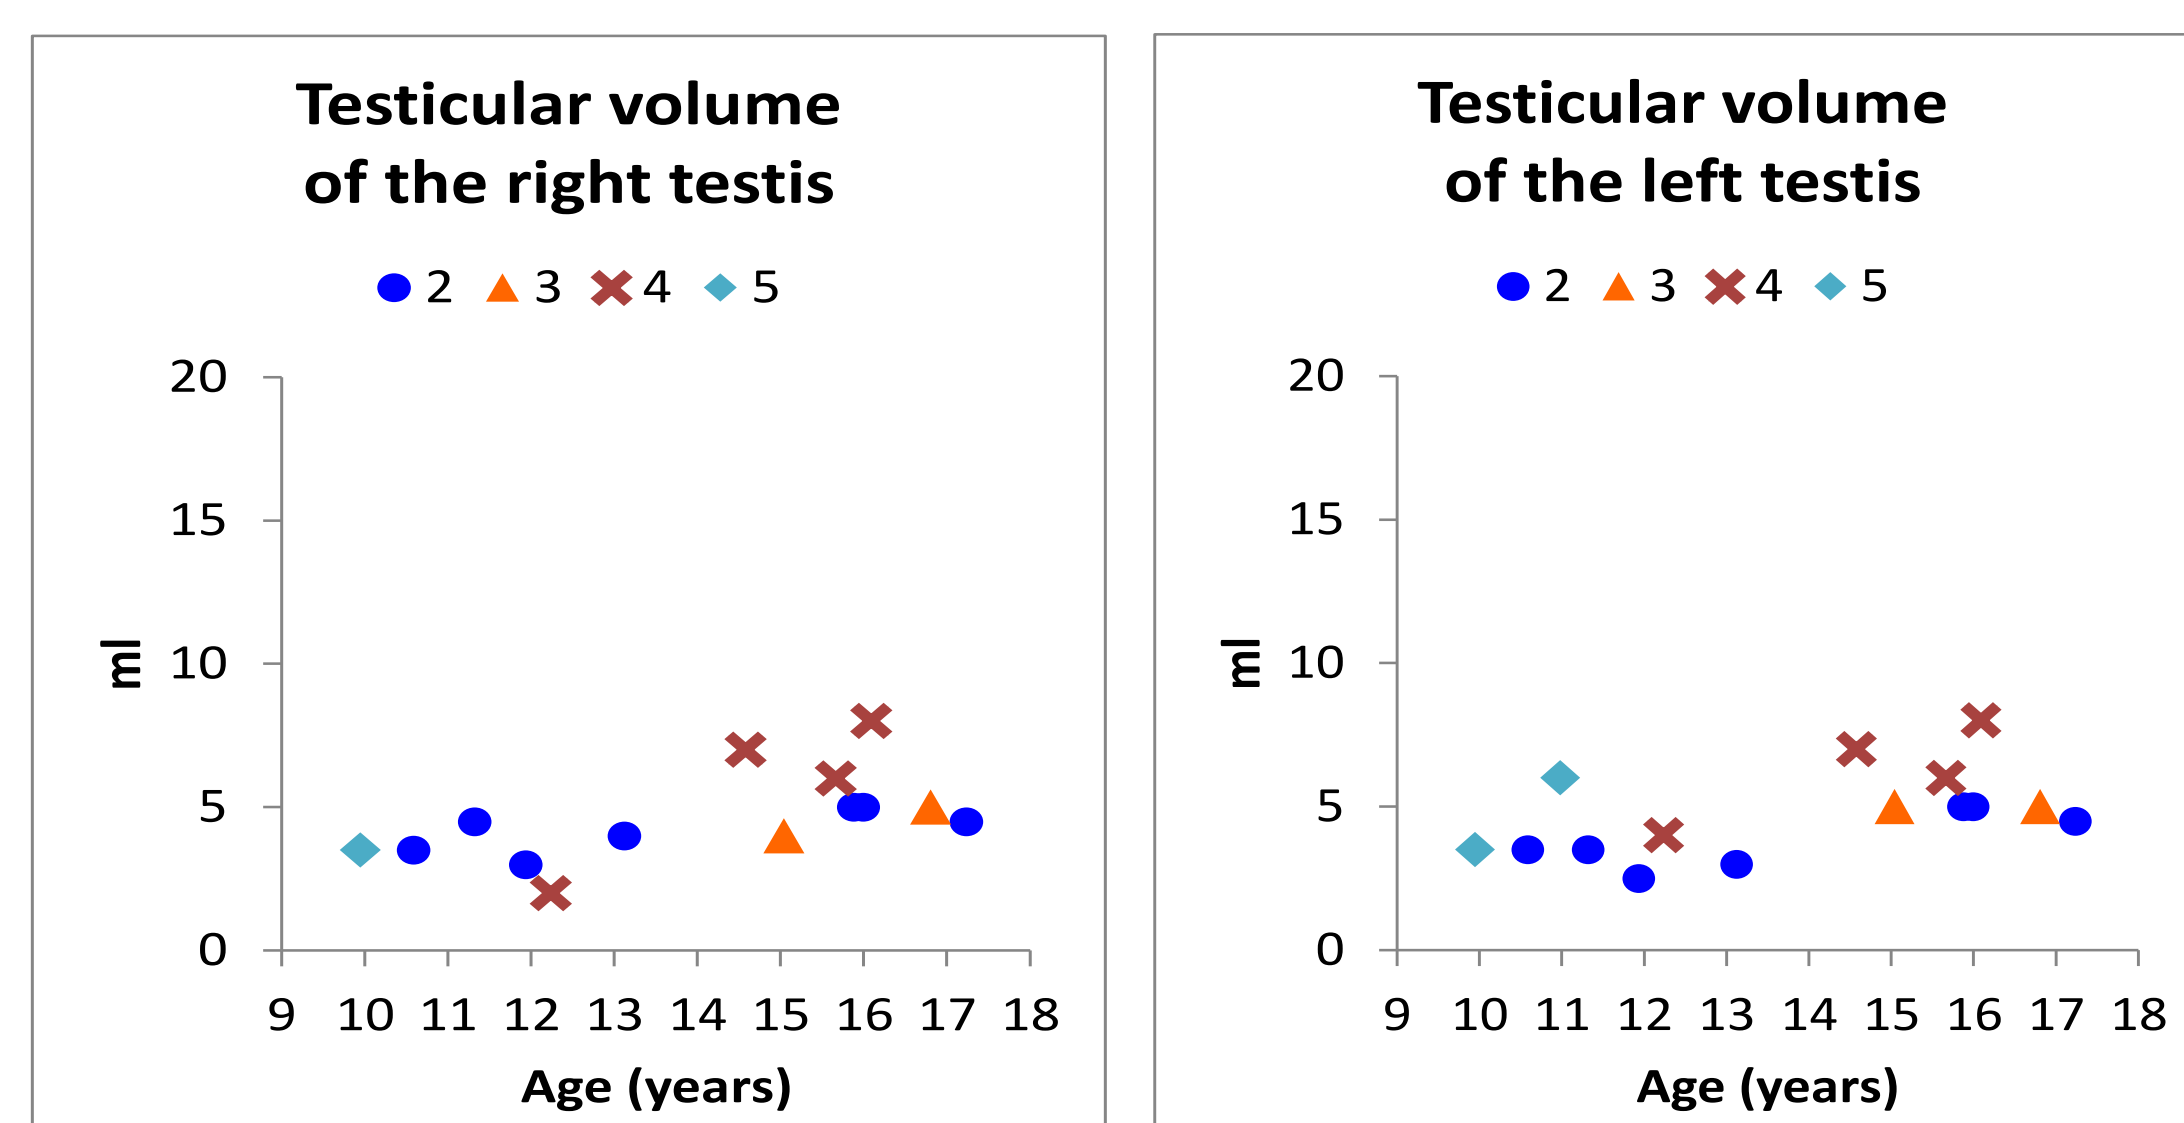 Testicular volume
of the right testis
2 3 4 5
20
15
10
5
0
ml
9 10 11 12 13 14 15 16 17 18
Age (years)
Testicular volume
of the left testis
2 3 4 5
20
15
10
5
0
ml
9 10 11 12 13 14 15 16 17 18
Age (years)